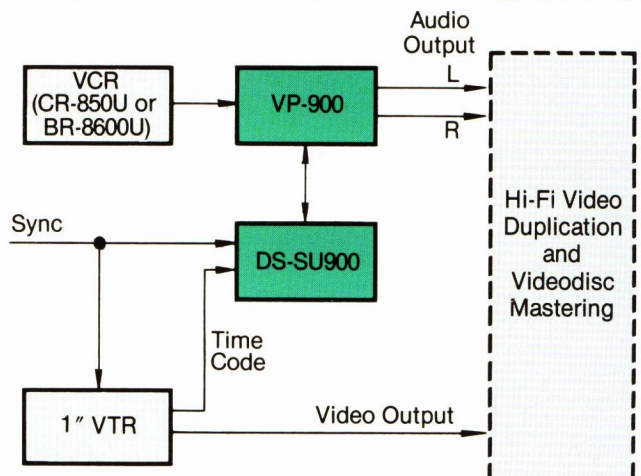 Audio
Output
L
R
VCR
(CR-850U or
BR-8600U)
VP-900
Sync
DS-SU900
Time
Code
1″ VTR
Video Output
Hi-Fi Video
Duplication
and
Videodisc
Mastering